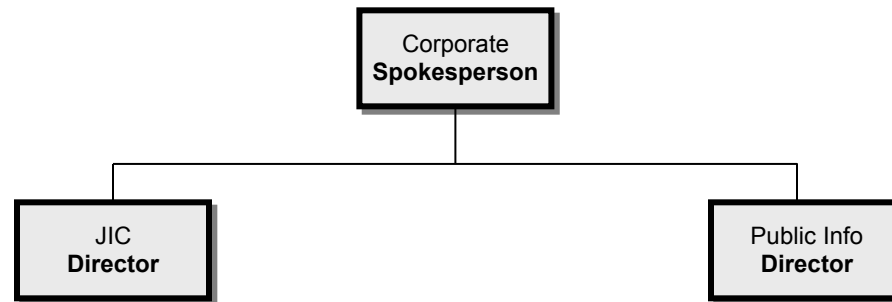 Corporate
Spokesperson
JIC
Director
Public Info
Director